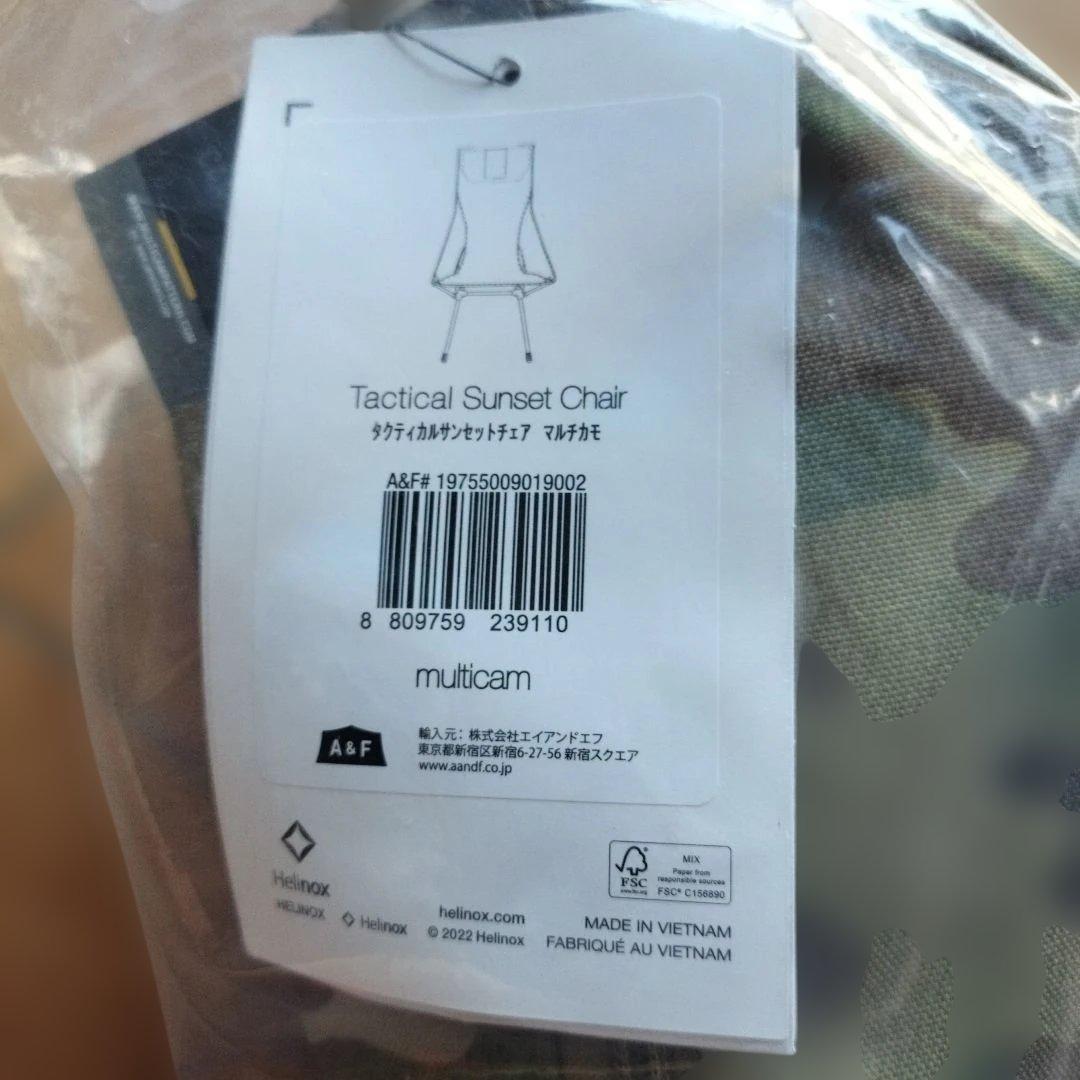 Tactical Sunset Chair
タクティカルサンセットチェア マルチカモ
A&F# 19755009019002
8 809759 239110
multicam
A&F
輸入元: 株式会社エイアンドエフ
東京都新宿区新宿6-27-56 新宿スクエア
www.aandf.co.jp
Helinox
HELINOX
Helinox
helinox.com
© 2022 Helinox
FSC
www.fsc.org
MIX
Paper from
responsible sources
FSC® C156890
MADE IN VIETNAM
FABRIQUÉ AU VIETNAM